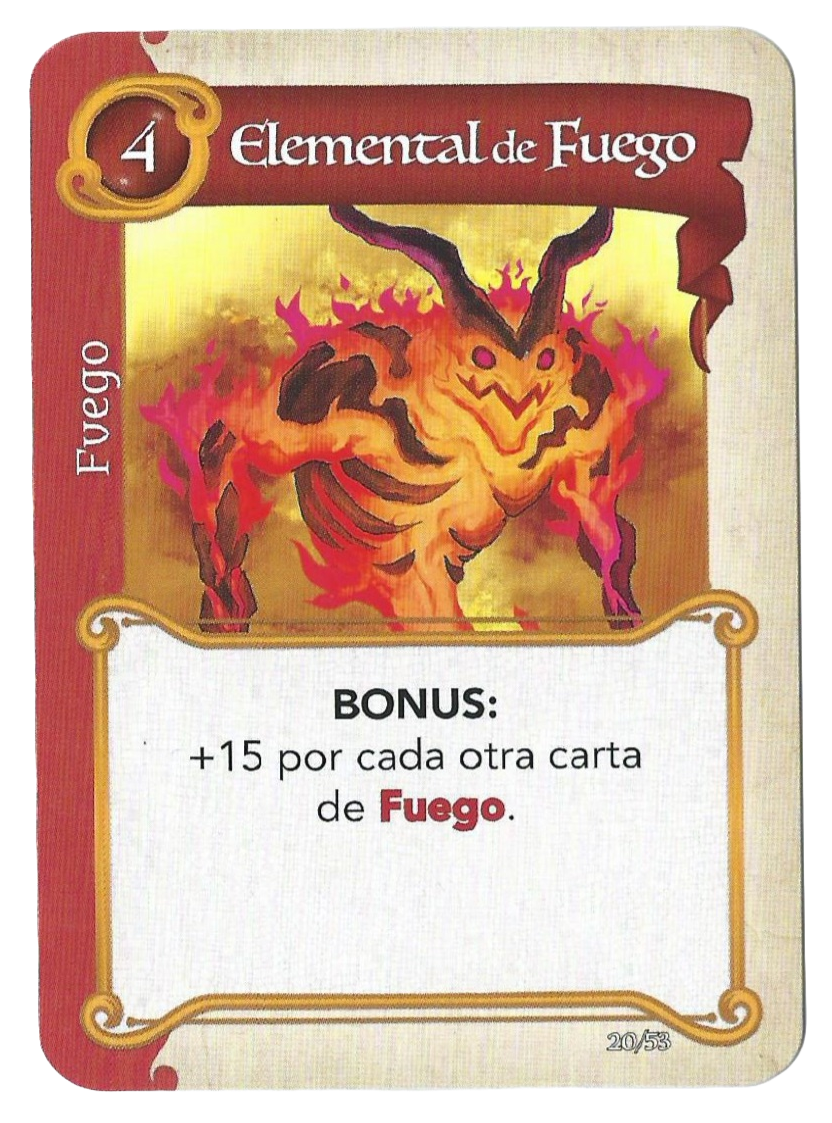 4
Elemental de Fuego
Fuego
BONUS:
+15 por cada otra carta
de Fuego.
20/53